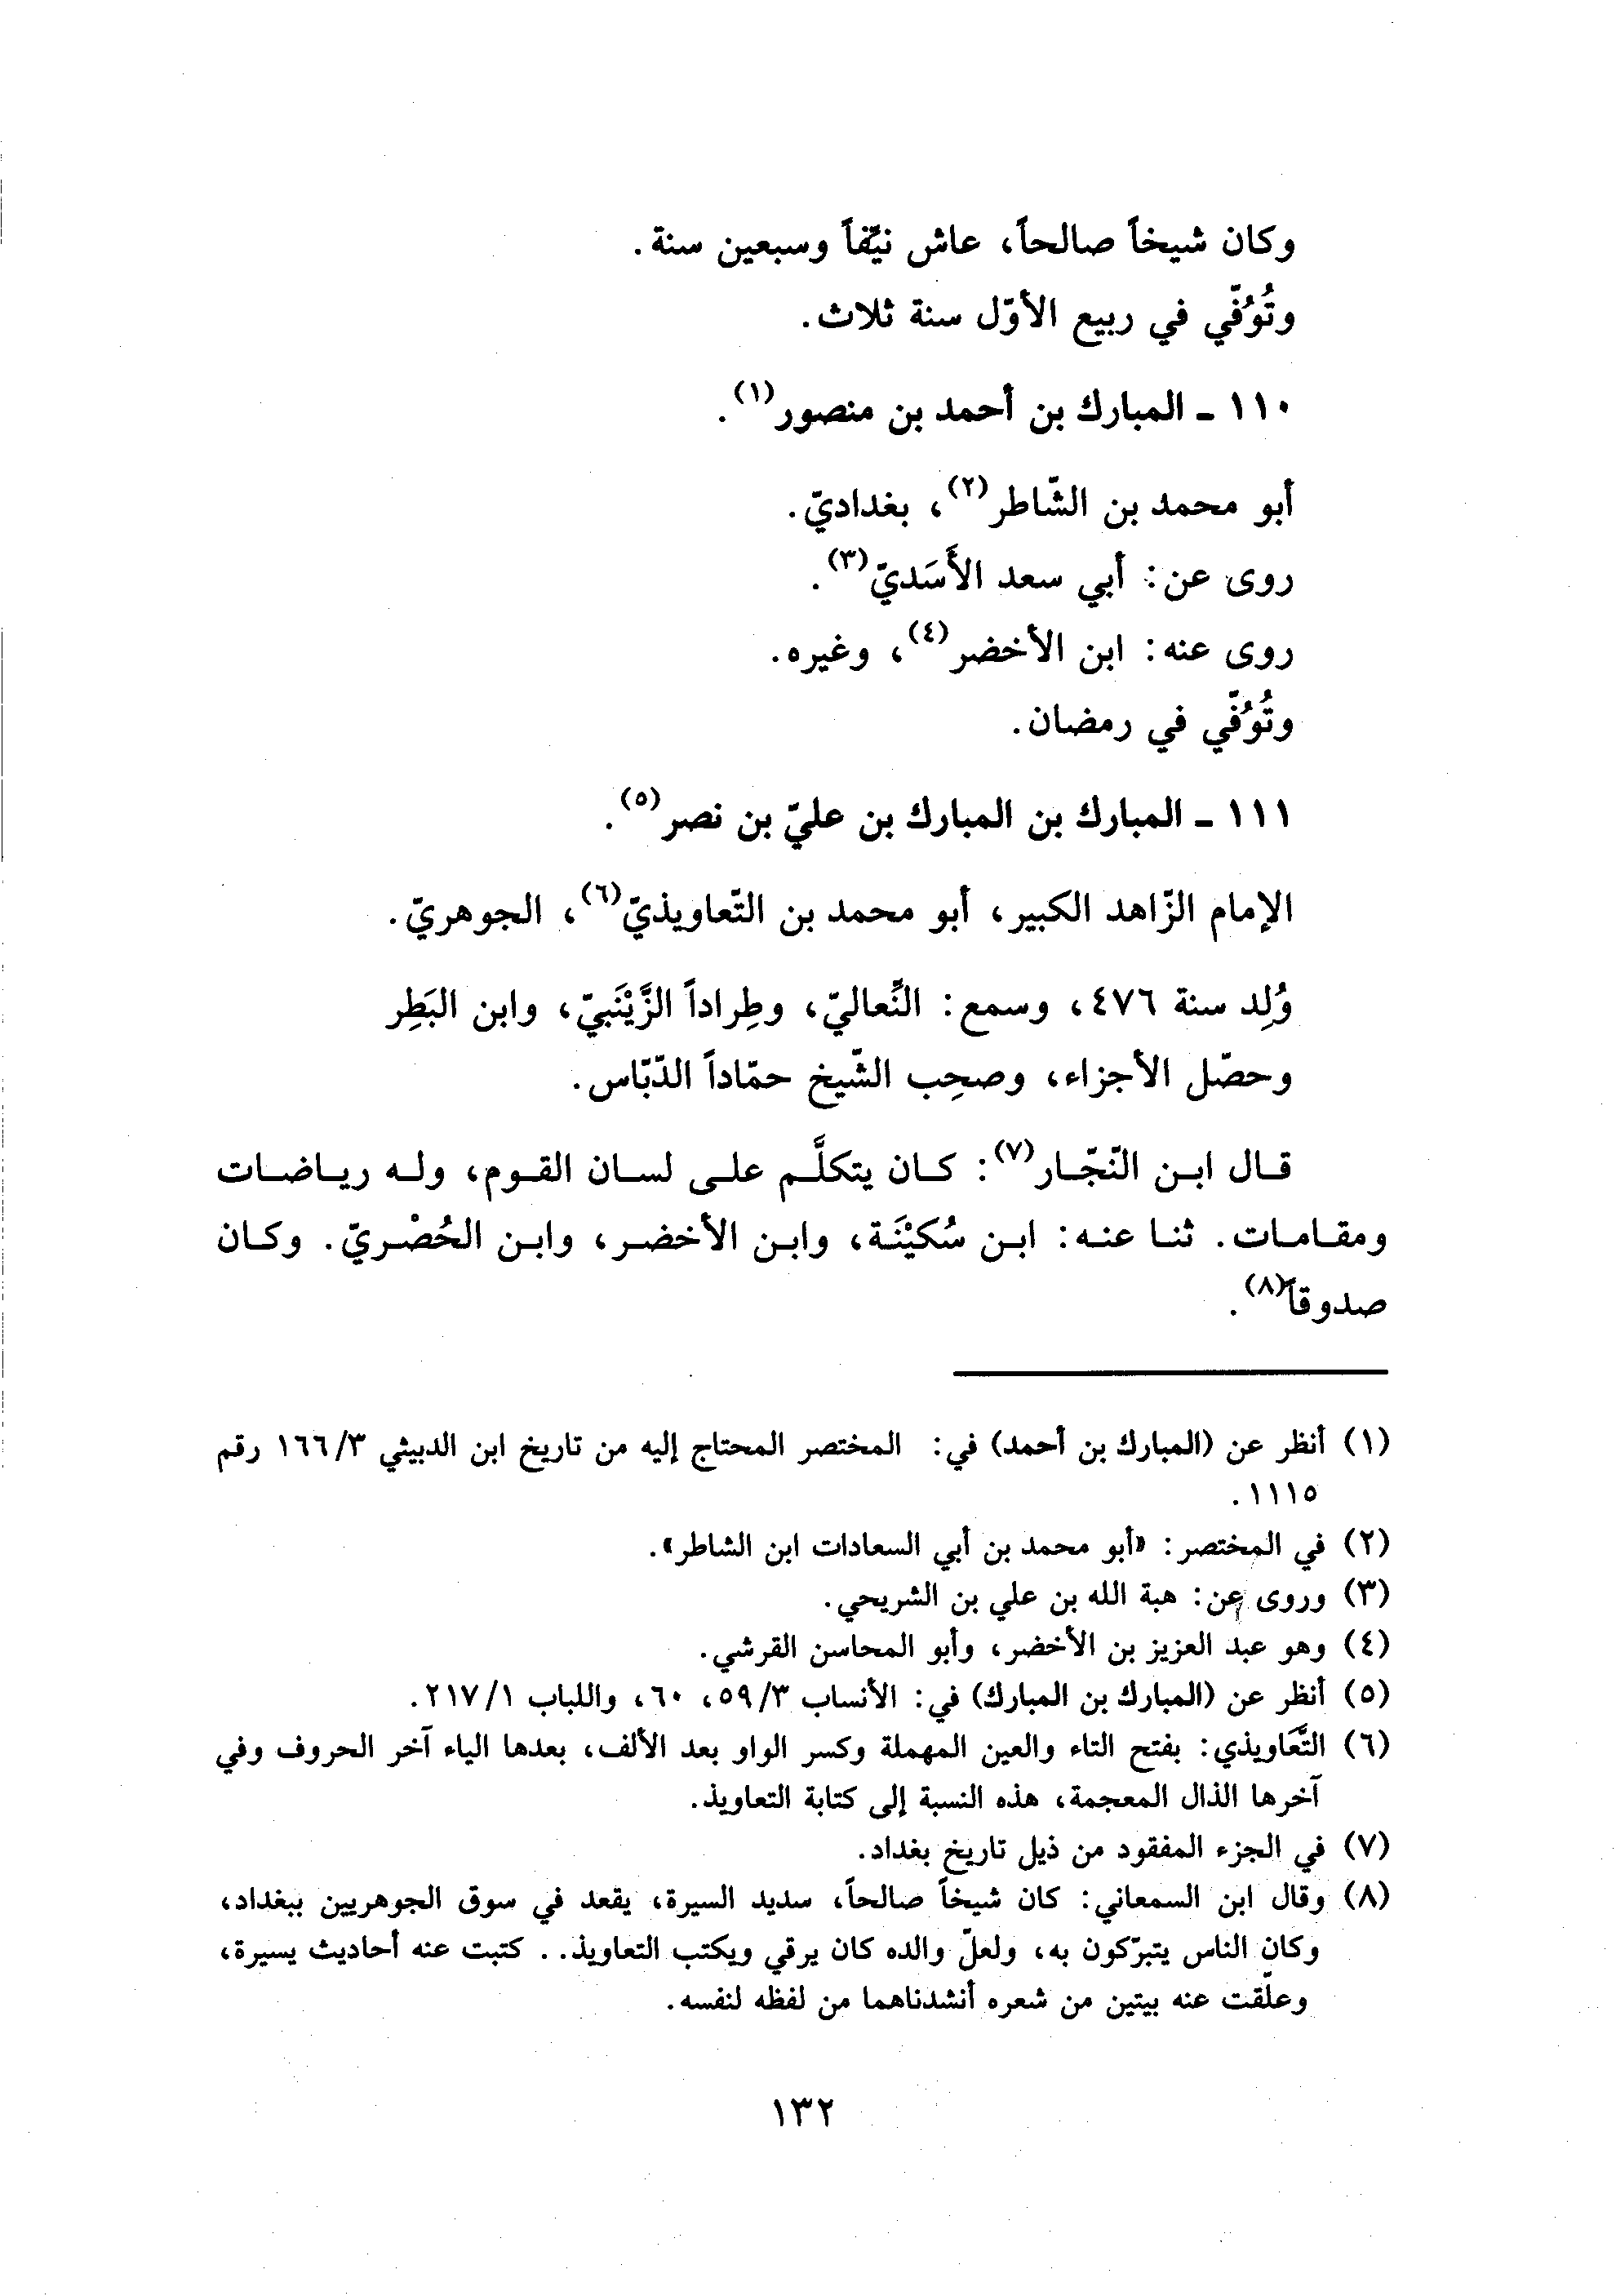 وكان شيخاً صالحاً، عاش نيّفاً وسبعين سنة.
وتُوُفّي في ربيع الأوّل سنة ثلاث.
١١٠ ـ المبارك بن أحمد بن منصور(١).
أبو محمد بن الشّاطر(٢)، بغداديّ.
روى عن: أبي سعد الأَسَديّ(٣).
روى عنه: ابن الأخضر(٤)، وغيره.
وتُوُفّي في رمضان.
١١١ ـ المبارك بن المبارك بن عليّ بن نصر(٥).
الإمام الزّاهد الكبير، أبو محمد بن التّعاويذيّ(٦)، الجوهريّ.
وُلِد سنة ٤٧٦، وسمع: النِّعاليّ، وطِراداً الزَّيْنَبيّ، وابن البَطِر
وحصّل الأجزاء، وصحِب الشّيخ حمّاداً الدّبّاس.
قال ابن النّجّار(٧): كان يتكلَّم على لسان القوم، وله رياضات
ومقامات. ثنا عنه: ابن سُكَيْنَة، وابن الأخضر، وابن الحُصْريّ. وكان
صدوقاً(٨).
(١) أنظر عن (المبارك بن أحمد) في: المختصر المحتاج إليه من تاريخ ابن الدبيثي ١٦٦/٣ رقم
١١١٥.
(٢) في المختصر: «أبو محمد بن أبي السعادات ابن الشاطر».
(٣) وروى عن: هبة الله بن علي بن الشريحي.
(٤) وهو عبد العزيز بن الأخضر، وأبو المحاسن القرشي.
(٥) أنظر عن (المبارك بن المبارك) في: الأنساب ٥٩/٣، ٦٠، واللباب ٢١٧/١.
(٦) التَّعَاويذي: بفتح التاء والعين المهملة وكسر الواو بعد الألف، بعدها الياء آخر الحروف وفي
آخرها الذال المعجمة، هذه النسبة إلى كتابة التعاويذ.
(٧) في الجزء المفقود من ذيل تاريخ بغداد.
(٨) وقال ابن السمعاني: كان شيخاً صالحاً، سديد السيرة، يقعد في سوق الجوهريين ببغداد،
وكان الناس يتبرّكون به، ولعلّ والده كان يرقي ويكتب التعاويذ.. كتبت عنه أحاديث يسيرة،
وعلّقت عنه بيتين من شعره أنشدناهما من لفظه لنفسه.
١٣٢